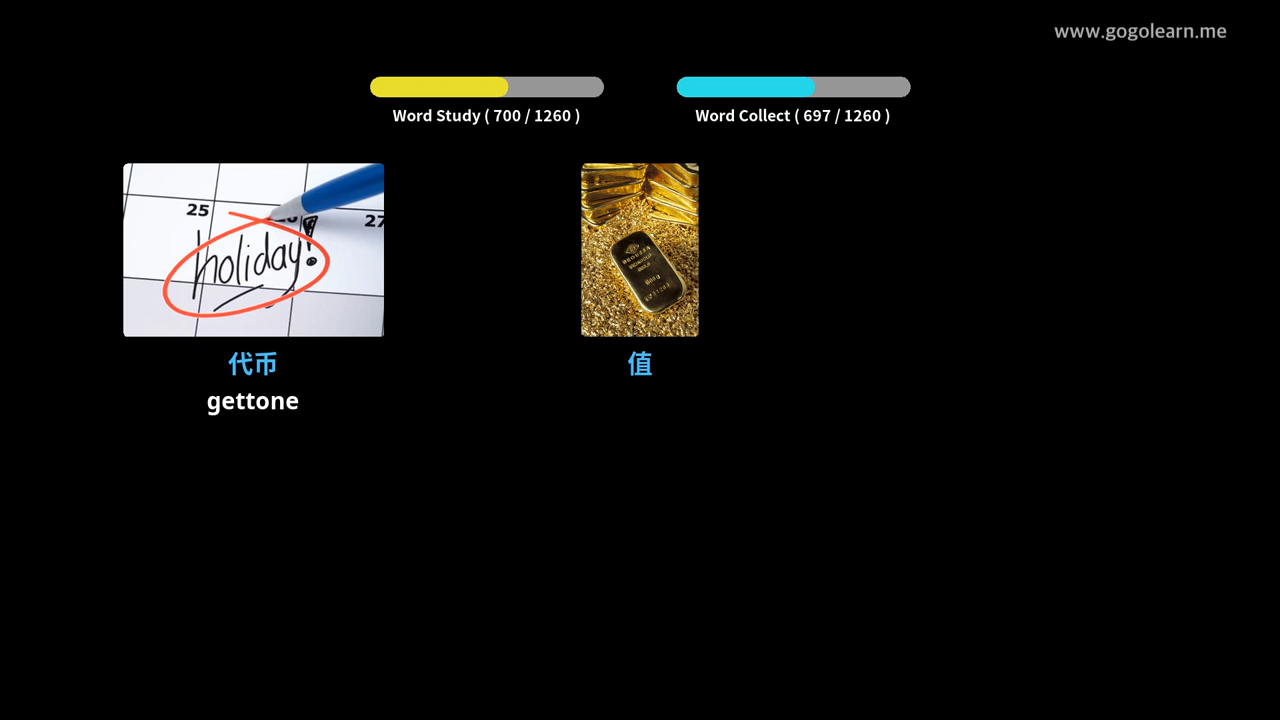 www.gogolearn.me
Word Study ( 700 / 1260 )
Word Collect ( 697 / 1260 )
25
27
holiday!
代币
gettone
值